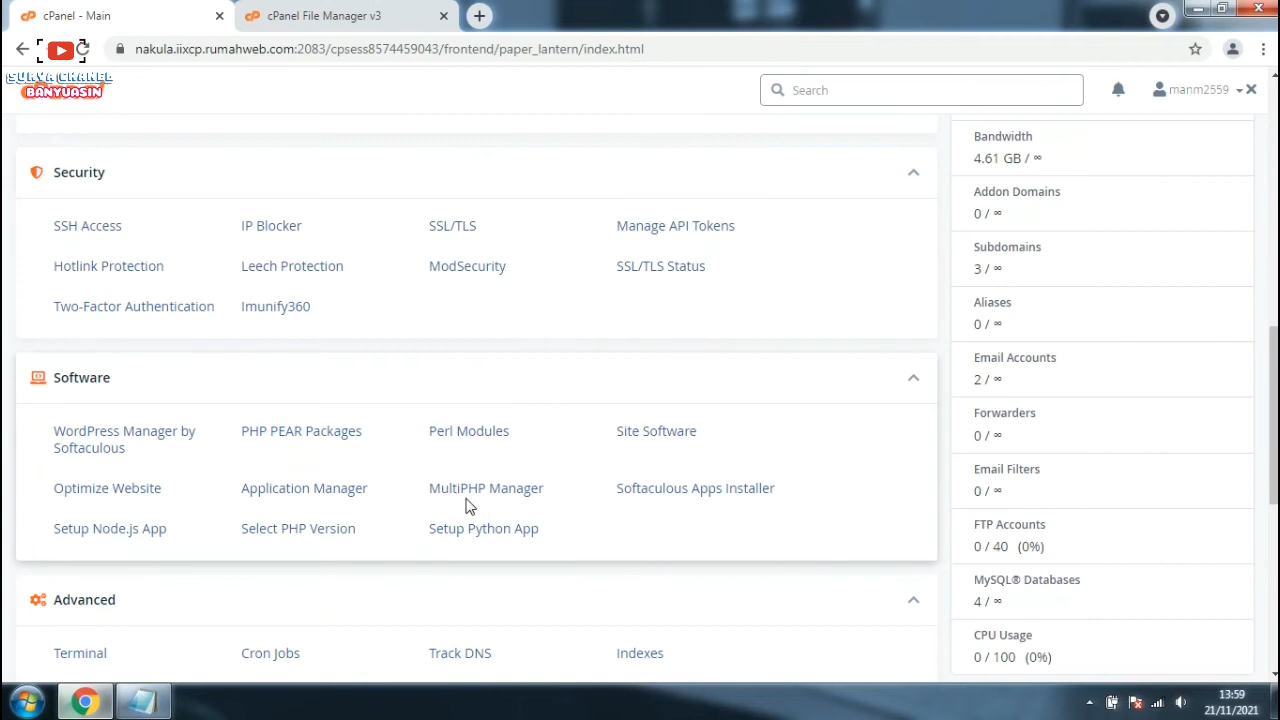 cPanel - Main
cPanel File Manager v3
nakula.iixcp.rumahweb.com:2083/cpsess8574459043/frontend/paper_lantern/index.html
SURYA CHANEL
BANYUASIN
Search
manm2559
Security
SSH Access
IP Blocker
SSL/TLS
Manage API Tokens
Hotlink Protection
Leech Protection
ModSecurity
SSL/TLS Status
Two-Factor Authentication
Imunify360
Software
WordPress Manager by
Softaculous
PHP PEAR Packages
Perl Modules
Site Software
Optimize Website
Application Manager
MultiPHP Manager
Softaculous Apps Installer
Setup Node.js App
Select PHP Version
Setup Python App
Advanced
Terminal
Cron Jobs
Track DNS
Indexes
Bandwidth
4.61 GB / ∞
Addon Domains
0 / ∞
Subdomains
3 / ∞
Aliases
0 / ∞
Email Accounts
2 / ∞
Forwarders
0 / ∞
Email Filters
0 / ∞
FTP Accounts
0 / 40 (0%)
MySQL® Databases
4 / ∞
CPU Usage
0 / 100 (0%)
13:59
21/11/2021